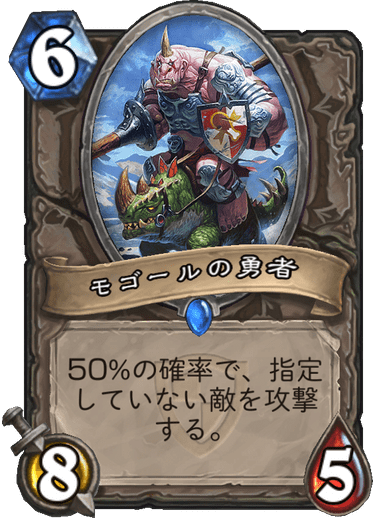 6
モゴールの勇者
50%の確率で、指定
していない敵を攻撃
する。
8
5